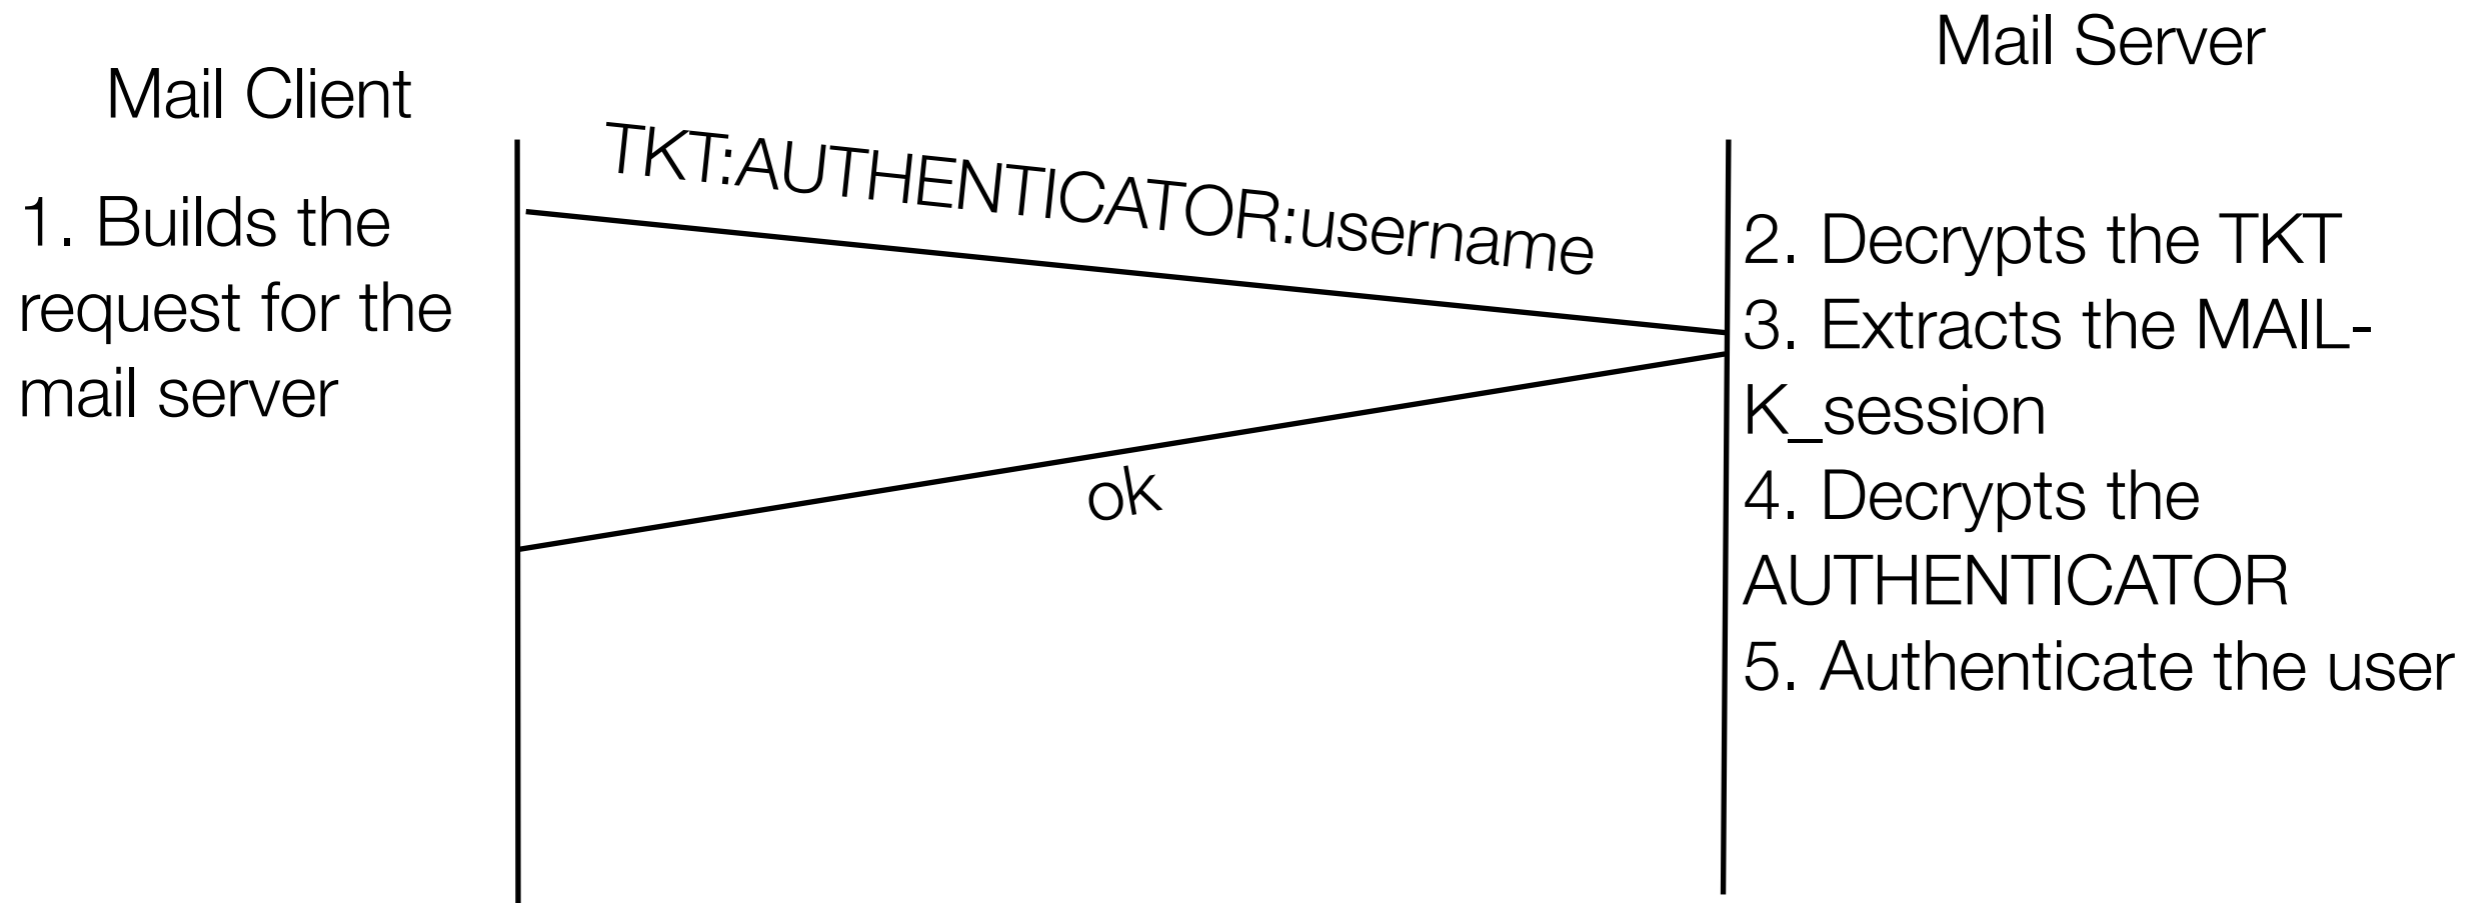 Mail Server
Mail Client
TKT:AUTHENTICATOR:username
1. Builds the
request for the
mail server
2. Decrypts the TKT
3. Extracts the MAIL-
K_session
4. Decrypts the
AUTHENTICATOR
5. Authenticate the user
ok